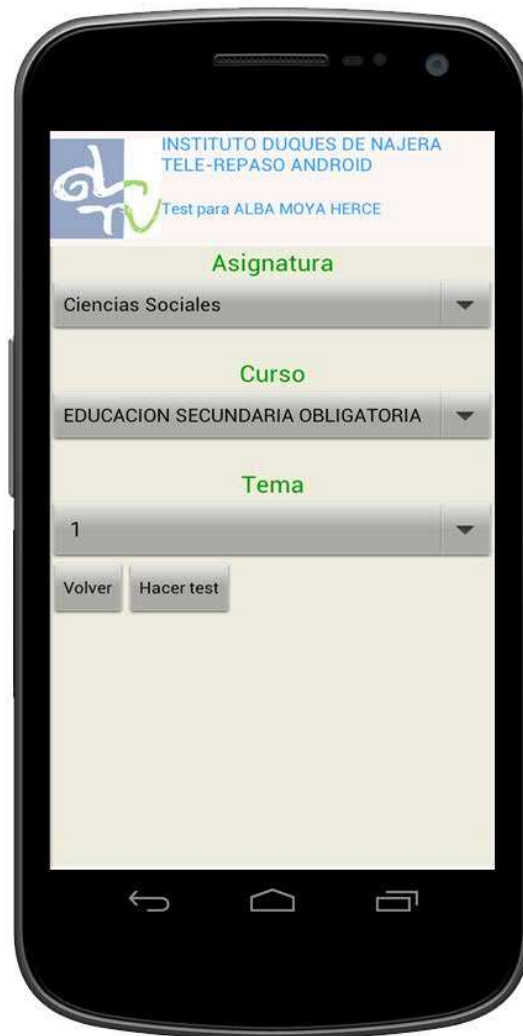 INSTITUTO DUQUES DE NAJERA
TELE-REPASO ANDROID
Test para ALBA MOYA HERCE
Asignatura
Ciencias Sociales
Curso
EDUCACION SECUNDARIA OBLIGATORIA
Tema
1
Volver
Hacer test